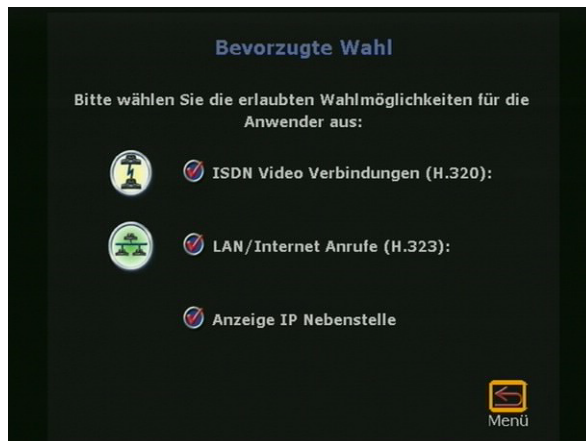 Bevorzugte Wahl
Bitte wählen Sie die erlaubten Wahlmöglichkeiten für die
Anwender aus:
ISDN Video Verbindungen (H.320):
LAN/Internet Anrufe (H.323):
Anzeige IP Nebenstelle
Menü